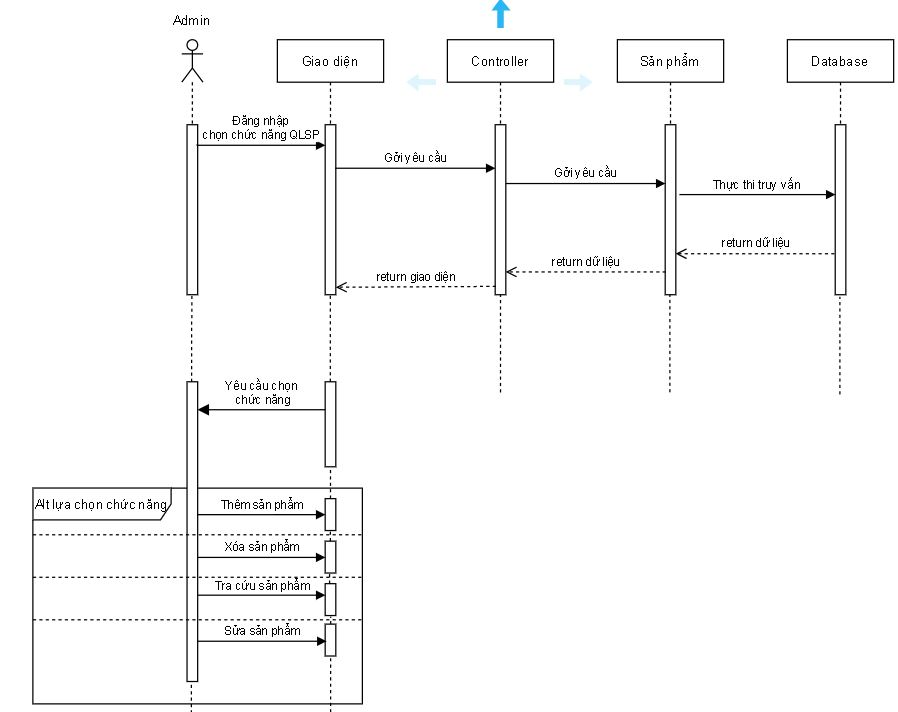 Admin
Giao diện
Controller
Sản phẩm
Database
Đăng nhập
chọn chức năng QLSP
Gởi yêu cầu
Gởi yêu cầu
Thực thi truy vấn
return dữ liệu
return dữ liệu
return giao diện
Yêu cầu chọn
chức năng
Alt lựa chọn chức năng
Thêm sản phẩm
Xóa sản phẩm
Tra cứu sản phẩm
Sửa sản phẩm